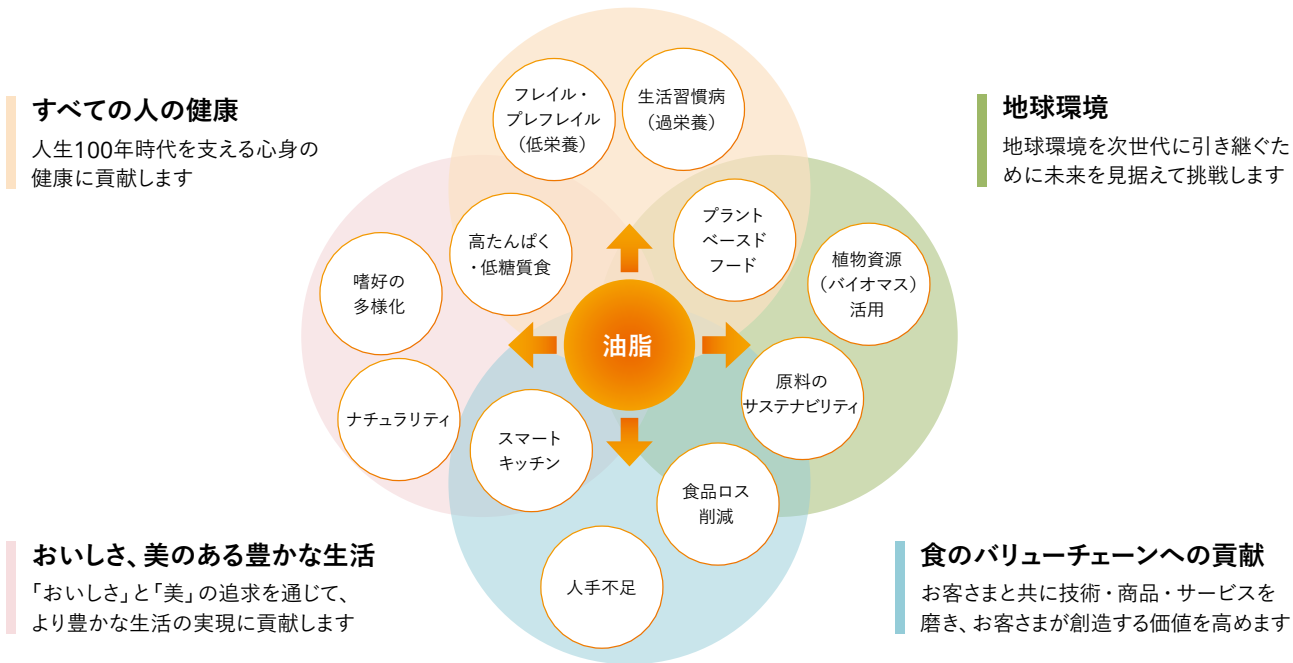 すべての人の健康
人生100年時代を支える心身の
健康に貢献します
地球環境
地球環境を次世代に引き継ぐた
めに未来を見据えて挑戦します
フレイル・
プレフレイル
（低栄養）
生活習慣病
（過栄養）
高たんぱく
・低糖質食
プラント
ベースド
フード
嗜好の
多様化
植物資源
（バイオマス）
活用
油脂
ナチュラリティ
原料の
サステナビリティ
スマート
キッチン
食品ロス
削減
人手不足
おいしさ、美のある豊かな生活
「おいしさ」と「美」の追求を通じて、
より豊かな生活の実現に貢献します
食のバリューチェーンへの貢献
お客さまと共に技術・商品・サービスを
磨き、お客さまが創造する価値を高めます